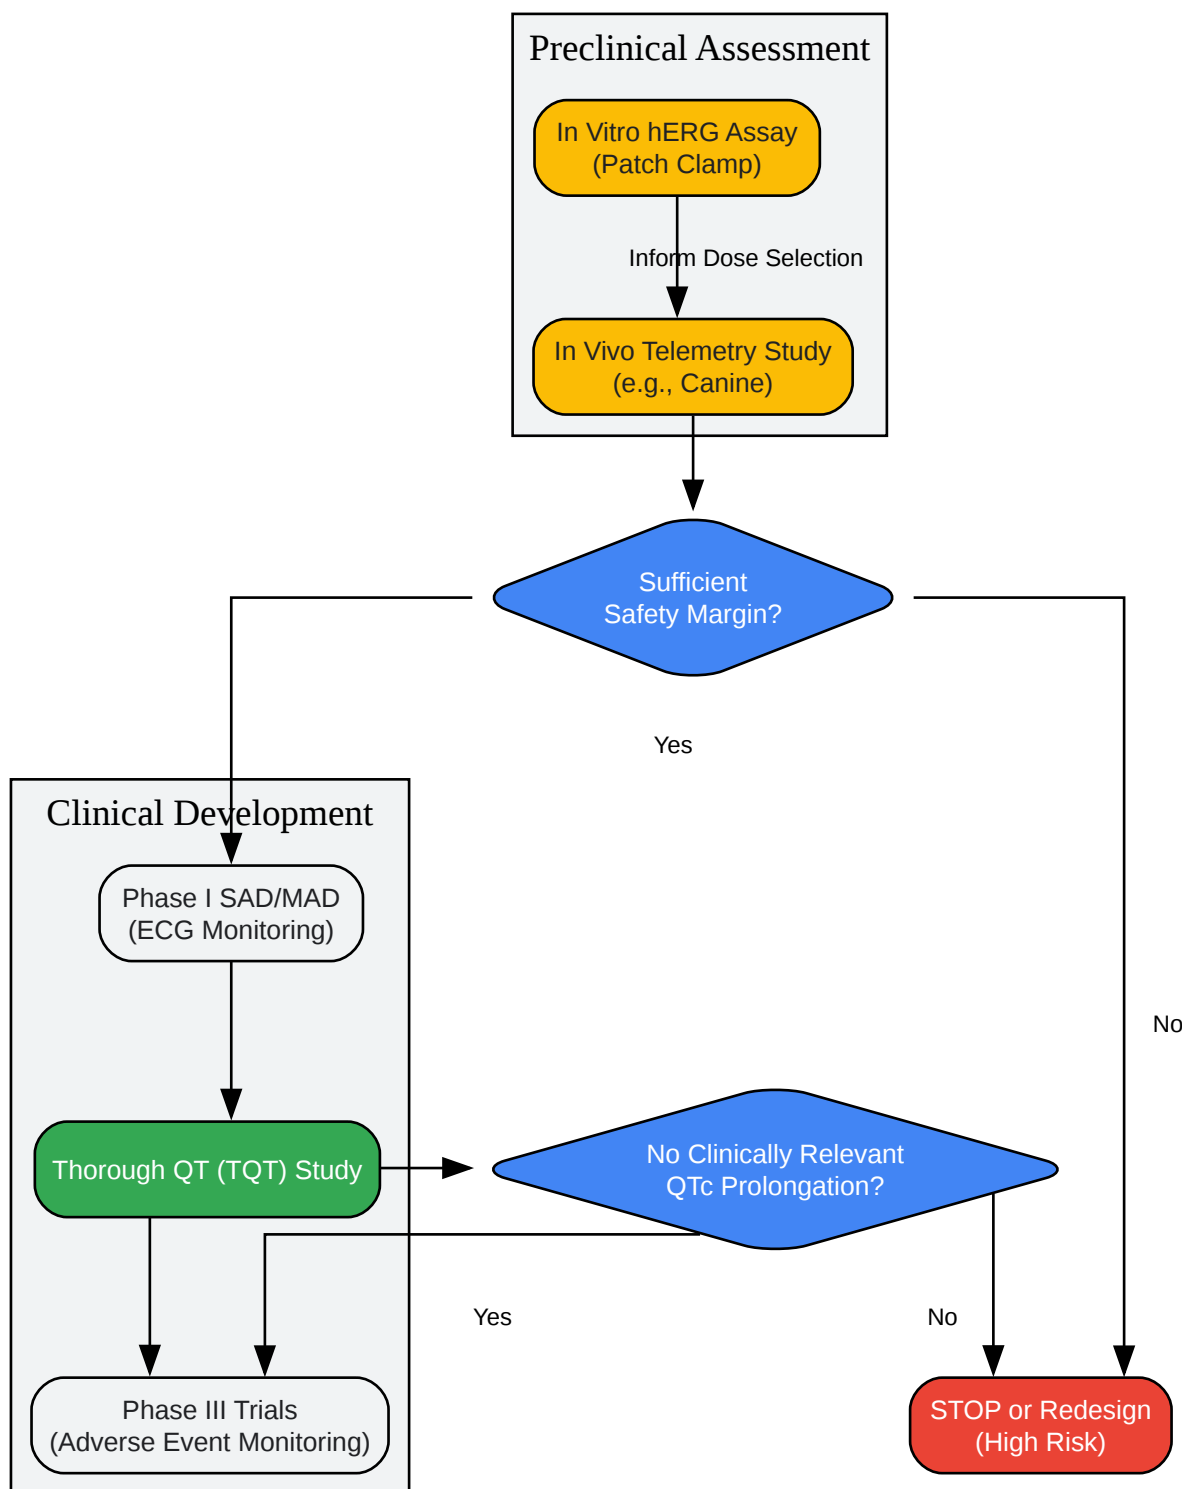 Preclinical Assessment
In Vitro hERG Assay
(Patch Clamp)
Inform Dose Selection
In Vivo Telemetry Study
(e.g., Canine)
Sufficient
Safety Margin?
Yes
Clinical Development
Phase I SAD/MAD
(ECG Monitoring)
No
Thorough QT (TQT) Study
No Clinically Relevant
QTc Prolongation?
Yes
No
Phase III Trials
(Adverse Event Monitoring)
STOP or Redesign
(High Risk)